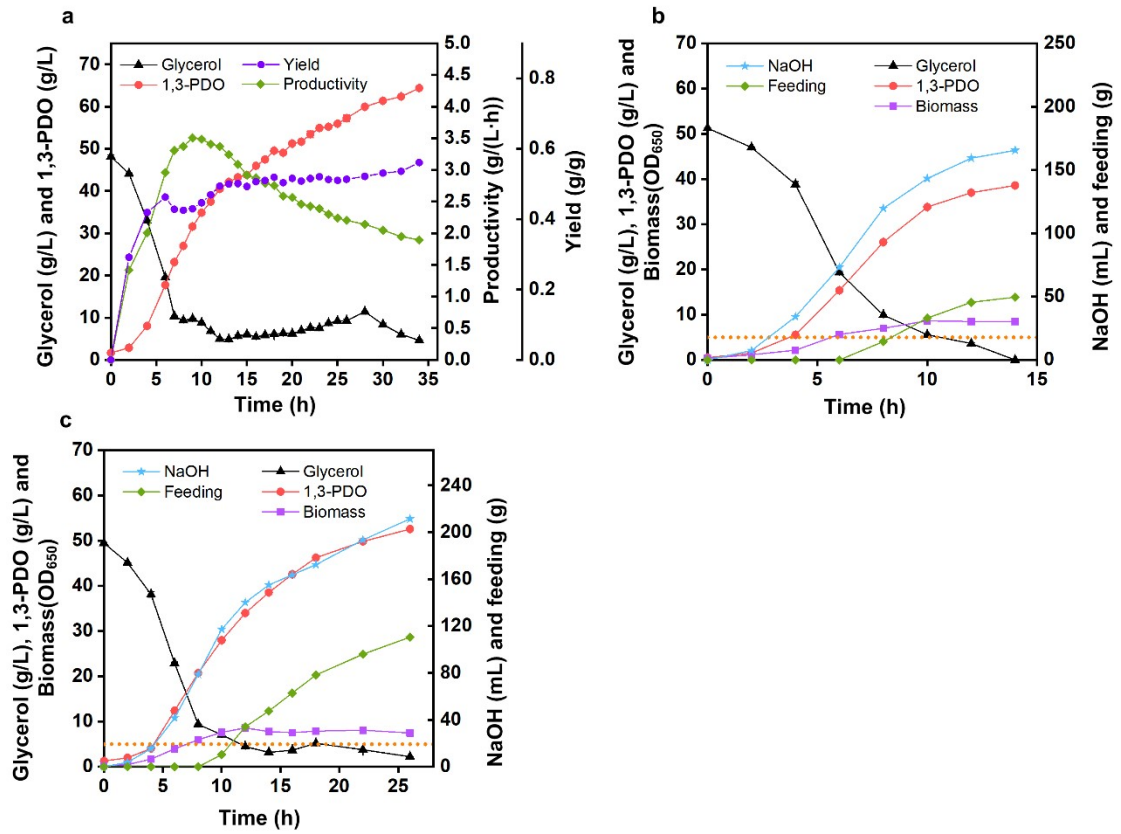 a
Glycerol (g/L) and 1,3-PDO (g/L)
70
60
50
40
30
20
10
0
Glycerol
1,3-PDO
Yield
Productivity
5.0
4.5
4.0
3.5
3.0
2.5
2.0
1.5
1.0
0.5
0.0
Productivity (g/(L·h))
0.8
0.6
0.4
0.2
0.0
Yield (g/g)
0 5 10 15 20 25 30 35
Time (h)
b
Glycerol (g/L), 1,3-PDO (g/L) and
Biomass(OD650)
70
60
50
40
30
20
10
0
NaOH
Feeding
Glycerol
1,3-PDO
Biomass
250
200
150
100
50
0
NaOH (mL) and feeding (g)
0 5 10 15
Time (h)
c
Glycerol (g/L), 1,3-PDO (g/L) and
Biomass(OD650)
70
60
50
40
30
20
10
0
NaOH
Feeding
Glycerol
1,3-PDO
Biomass
240
200
160
120
80
40
0
NaOH (mL) and feeding (g)
0 5 10 15 20 25
Time (h)